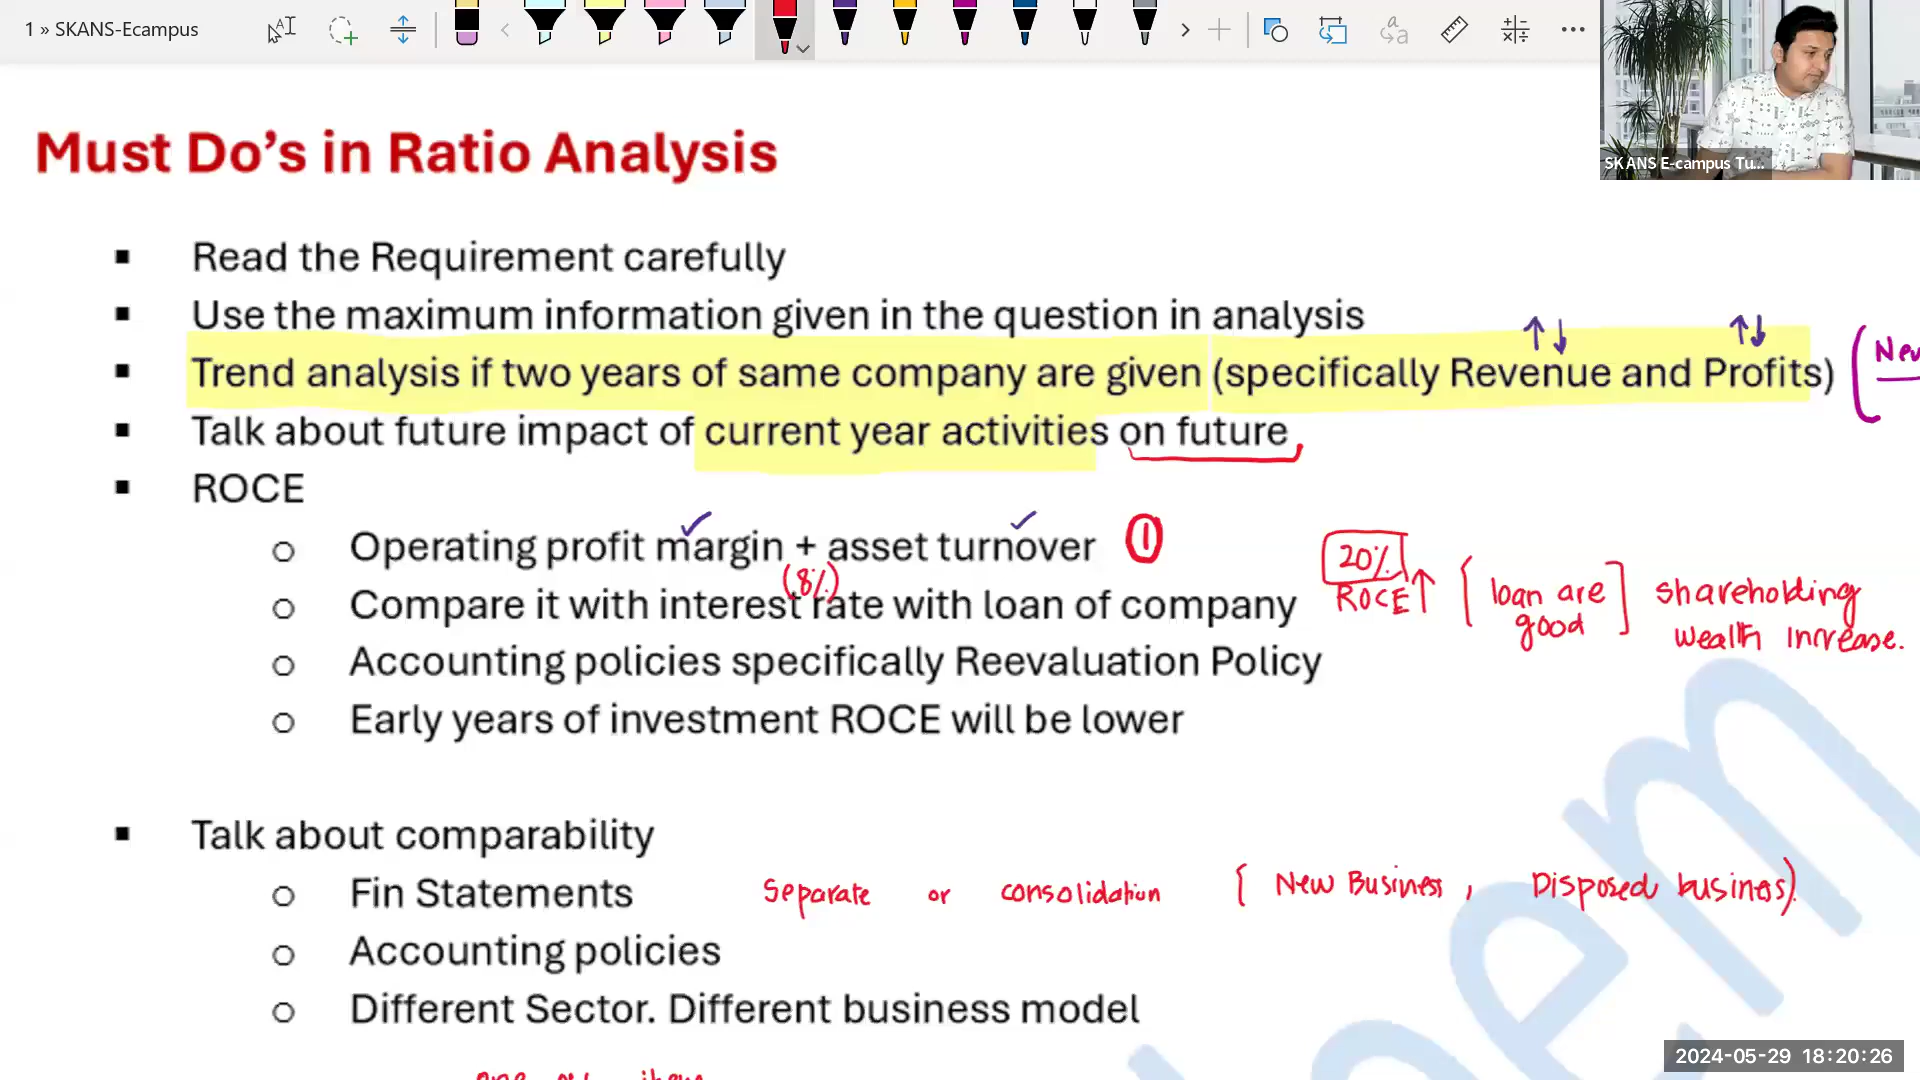 1 » SKANS-Ecampus
SKANS E-campus Tu...
Must Do's in Ratio Analysis
▪ Read the Requirement carefully
▪ Use the maximum information given in the question in analysis
▪ Trend analysis if two years of same company are given (specifically Revenue and Profits)
▪ Talk about future impact of current year activities on future
▪ ROCE
o Operating profit margin + asset turnover ①
(8%)
o Compare it with interest rate with loan of company
20%
ROCE ↑ [loan are good] shareholding wealth increase.
o Accounting policies specifically Reevaluation Policy
o Early years of investment ROCE will be lower
▪ Talk about comparability
o Fin Statements Separate or consolidation { New Business, Disposed business).
o Accounting policies
o Different Sector. Different business model
2024-05-29 18:20:26